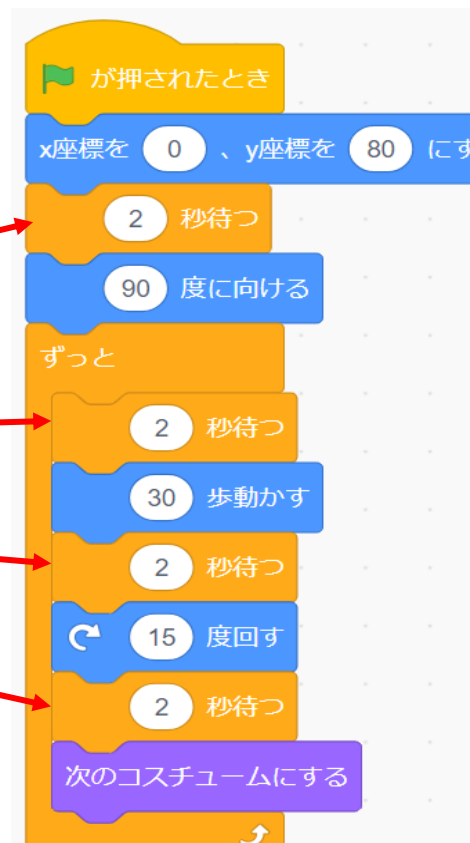 が押されたとき
x座標を 0 、y座標を 80 にす
2 秒待つ
90 度に向ける
ずっと
2 秒待つ
30 歩動かす
2 秒待つ
15 度回す
2 秒待つ
次のコスチュームにする